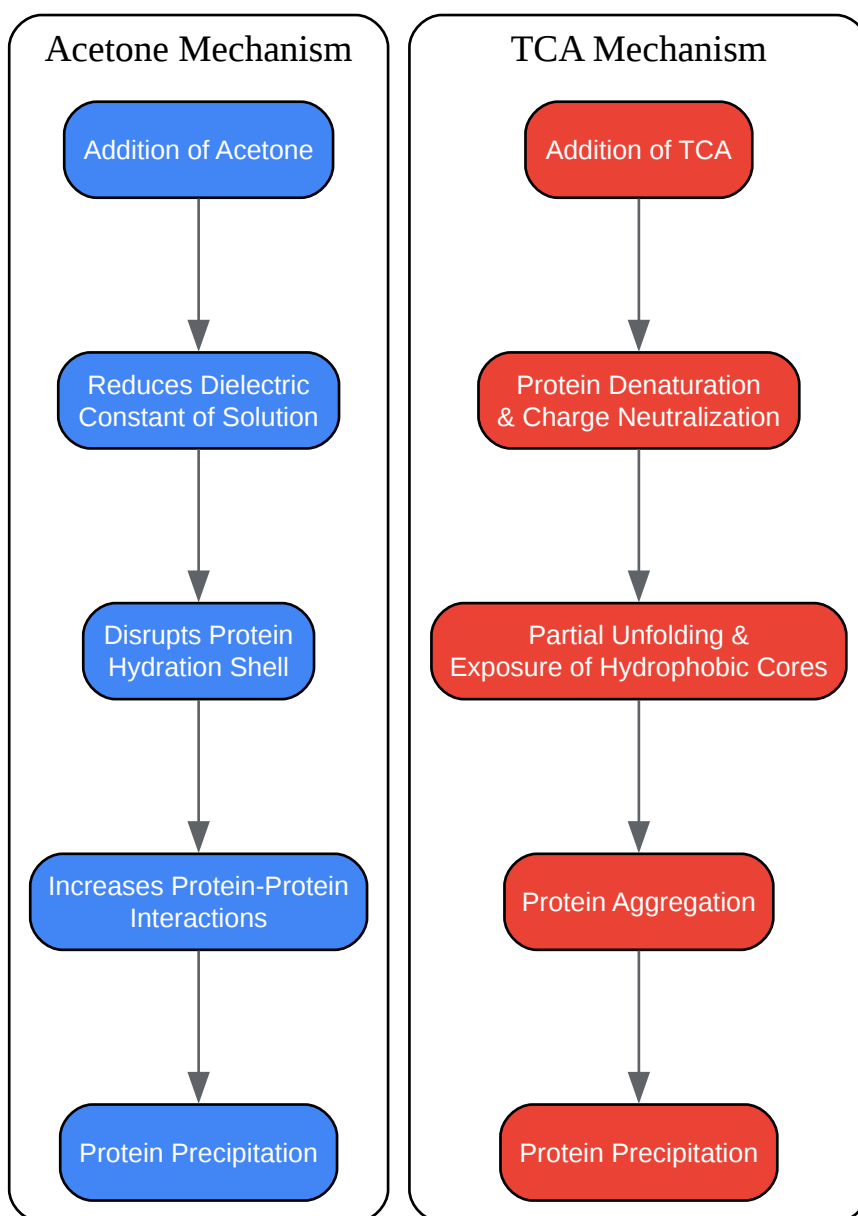 Acetone Mechanism
Addition of Acetone
Reduces Dielectric
Constant of Solution
Disrupts Protein
Hydration Shell
Increases Protein-Protein
Interactions
Protein Precipitation
TCA Mechanism
Addition of TCA
Protein Denaturation
& Charge Neutralization
Partial Unfolding &
Exposure of Hydrophobic Cores
Protein Aggregation
Protein Precipitation